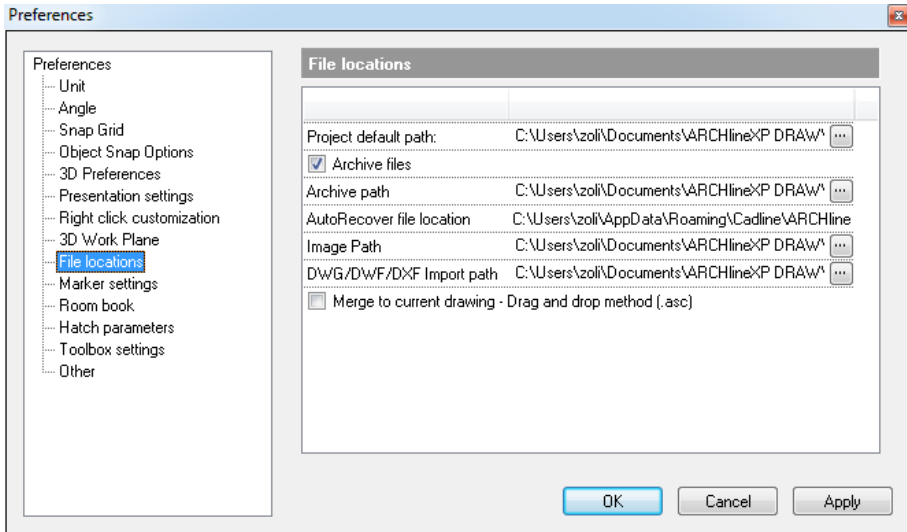 Preferences
Preferences
Unit
Angle
Snap Grid
Object Snap Options
3D Preferences
Presentation settings
Right click customization
3D Work Plane
File locations
Marker settings
Room book
Hatch parameters
Toolbox settings
Other
File locations
Project default path: C:\Users\zoli\Documents\ARCHlineXP DRAW\ ...
Archive files
Archive path C:\Users\zoli\Documents\ARCHlineXP DRAW\ ...
AutoRecover file location C:\Users\zoli\AppData\Roaming\Cadline\ARCHline
Image Path C:\Users\zoli\Documents\ARCHlineXP DRAW\ ...
DWG/DWF/DXF Import path C:\Users\zoli\Documents\ARCHlineXP DRAW\ ...
Merge to current drawing - Drag and drop method (.asc)
OK Cancel Apply